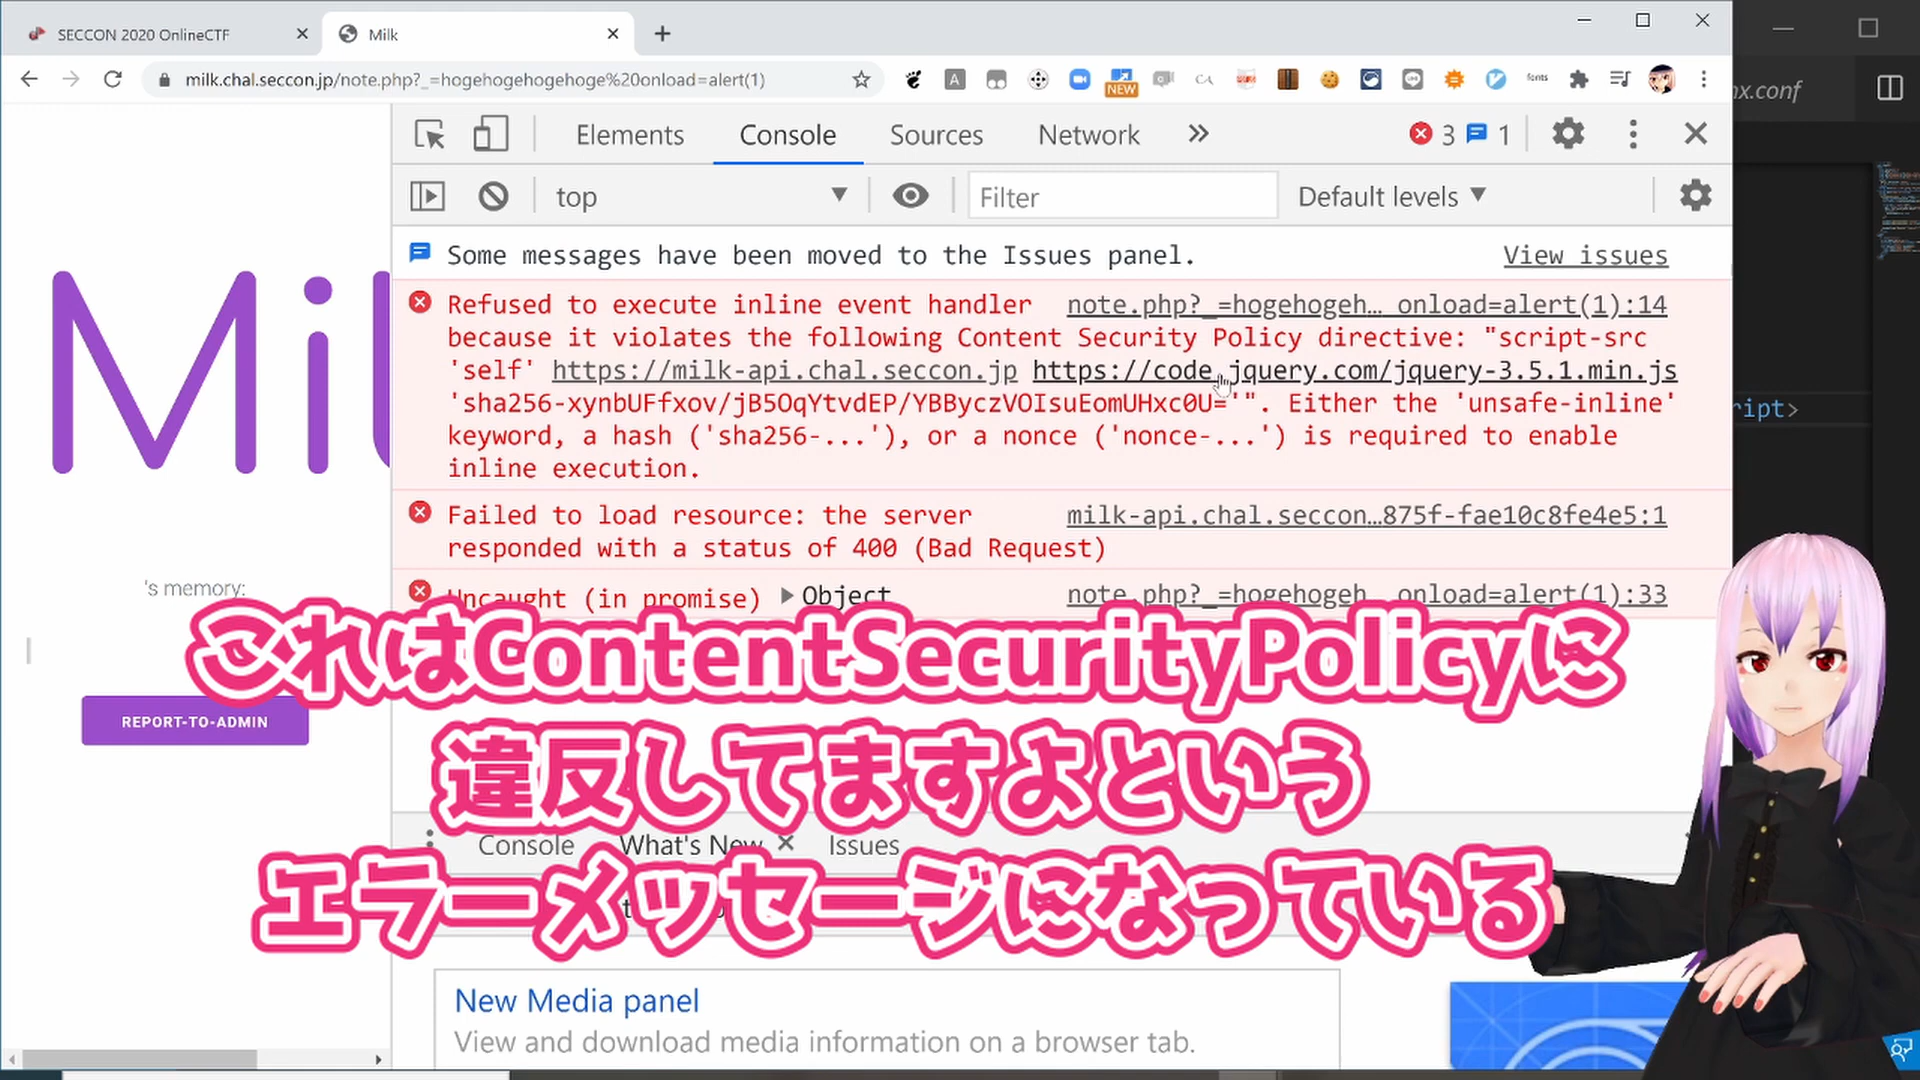 SECCON 2020 OnlineCTF
Milk
milk.chal.seccon.jp/note.php?_=hogehogehogehoge%20onload=alert(1)
NEW
fonts
nx.conf
Elements
Console
Sources
Network
3
1
top
Filter
Default levels
Some messages have been moved to the Issues panel.
View issues
Refused to execute inline event handler
note.php?_=hogehogeh… onload=alert(1):14
because it violates the following Content Security Policy directive: "script-src
'self' https://milk-api.chal.seccon.jp https://code.jquery.com/jquery-3.5.1.min.js
'sha256-xynbUFfxov/jB5OqYtvdEP/YBByczVOIsuEomUHxc0U='". Either the 'unsafe-inline'
keyword, a hash ('sha256-...'), or a nonce ('nonce-...') is required to enable
inline execution.
Failed to load resource: the server
milk-api.chal.seccon…875f-fae10c8fe4e5:1
responded with a status of 400 (Bad Request)
Uncaught (in promise)
Object
note.php?_=hogehogeh… onload=alert(1):33
Mil
's memory:
REPORT-TO-ADMIN
ript>
これはContentSecurityPolicyに
違反してますよという
エラーメッセージになっている
Console
What's New
Issues
New Media panel
View and download media information on a browser tab.